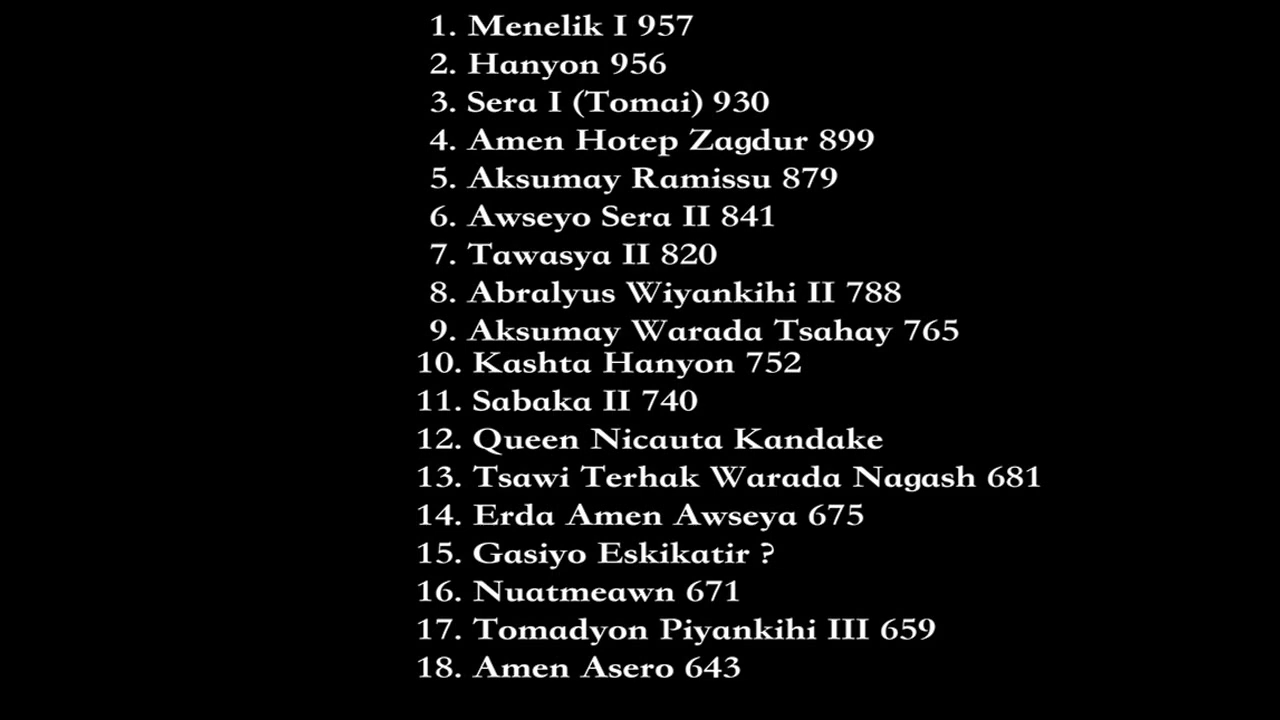 1. Menelik I 957
2. Hanyon 956
3. Sera I (Tomai) 930
4. Amen Hotep Zagdur 899
5. Aksumay Ramissu 879
6. Awseyo Sera II 841
7. Tawasya II 820
8. Abralyus Wiyankihi II 788
9. Aksumay Warada Tsahay 765
10. Kashta Hanyon 752
11. Sabaka II 740
12. Queen Nicauta Kandake
13. Tsawi Terhak Warada Nagash 681
14. Erda Amen Awseya 675
15. Gasiyo Eskikatir ?
16. Nuatmeawn 671
17. Tomadyon Piyankihi III 659
18. Amen Asero 643